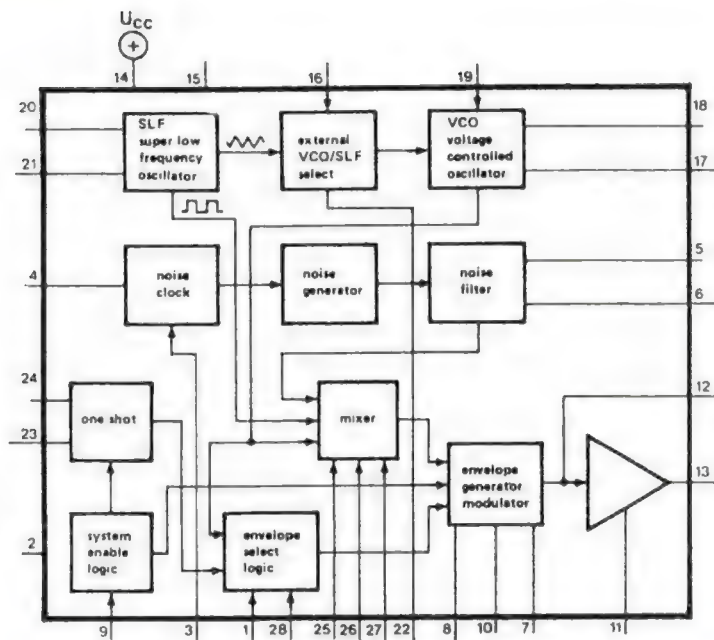 Ucc
+
14
15
16
19
20
SLF
super low
frequency
oscillator
external
VCO/SLF
select
VCO
voltage
controlled
oscillator
18
21
17
4
noise
clock
noise
generator
noise
filter
5
6
24
one shot
mixer
12
23
envelope
generator
modulator
13
2
system
enable
logic
envelope
select
logic
9
3
1
28
25
26
27
22
8
10
7
11